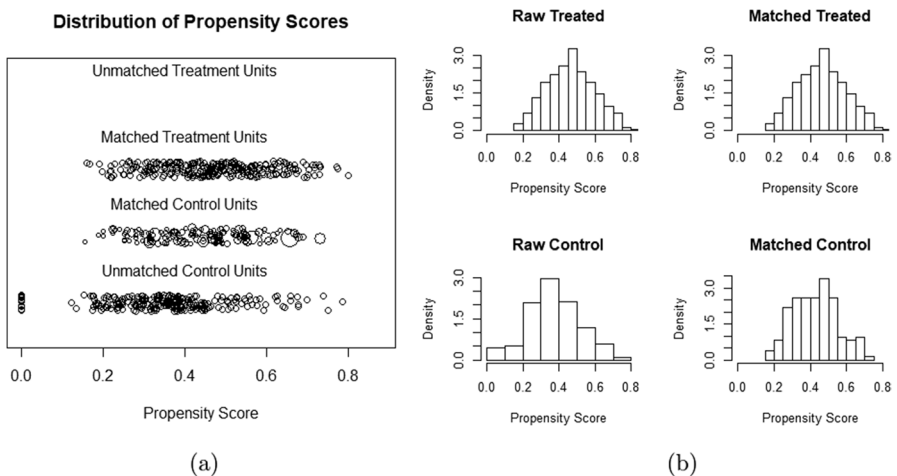 Distribution of Propensity Scores
Unmatched Treatment Units
Matched Treatment Units
Matched Control Units
Unmatched Control Units
0.0 0.2 0.4 0.6 0.8
Propensity Score
(a)
Raw Treated
Density
0.0 1.5 3.0
0.0 0.2 0.4 0.6 0.8
Propensity Score
Matched Treated
Density
0.0 1.5 3.0
0.0 0.2 0.4 0.6 0.8
Propensity Score
Raw Control
Density
0.0 1.5 3.0
0.0 0.2 0.4 0.6 0.8
Propensity Score
Matched Control
Density
0.0 1.5 3.0
0.0 0.2 0.4 0.6 0.8
Propensity Score
(b)